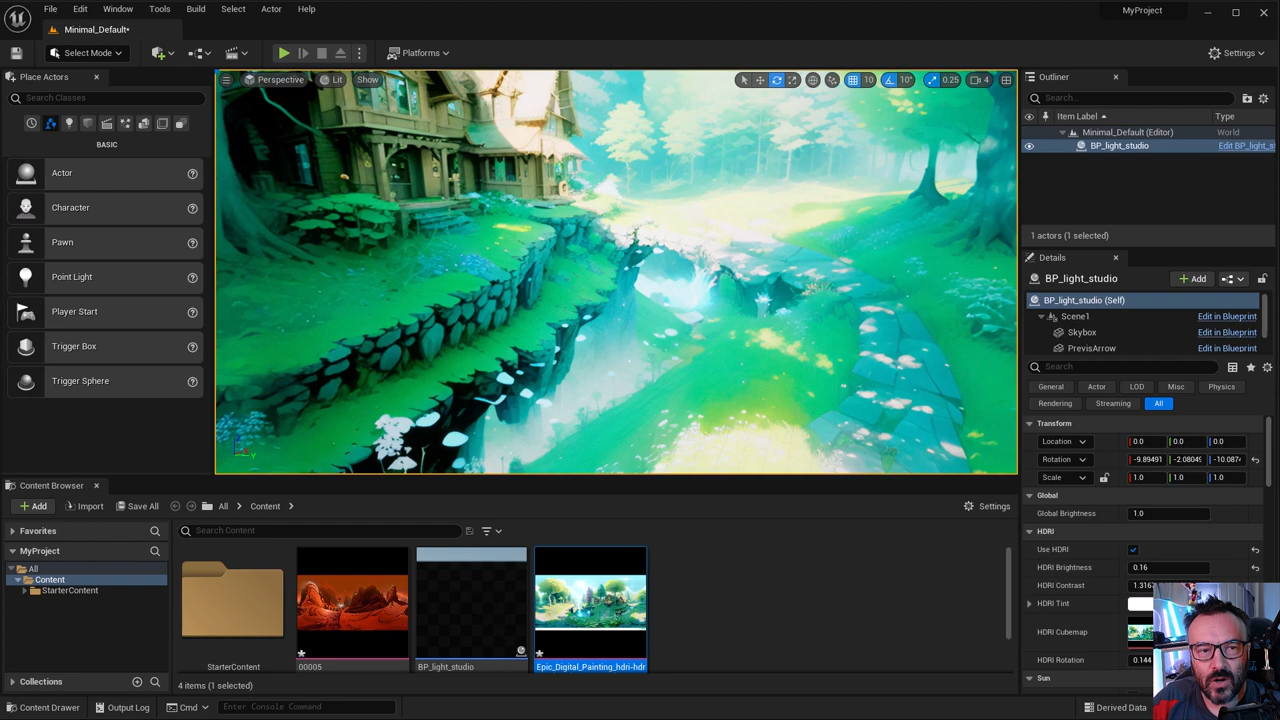 File Edit Window Tools Build Select Actor Help
MyProject
Minimal_Default*
Select Mode
Platforms
Settings
Place Actors
Search Classes
BASIC
Actor
Character
Pawn
Point Light
Player Start
Trigger Box
Trigger Sphere
Perspective Lit Show
10 10° 0.25 4
Outliner
Search...
Item Label Type
Minimal_Default (Editor) World
BP_light_studio Edit BP_light_s
1 actors (1 selected)
Details
BP_light_studio
Add
BP_light_studio (Self)
Scene1 Edit in Blueprint
Skybox Edit in Blueprint
PrevisArrow Edit in Blueprint
Search
General Actor LOD Misc Physics
Rendering Streaming All
Transform
Location 0.0 0.0 0.0
Rotation -9.89491 -2.08049 -10.0874
Scale 1.0 1.0 1.0
Global
Global Brightness 1.0
HDRI
Use HDRI
HDRI Brightness 0.16
HDRI Contrast 1.316
HDRI Tint
HDRI Cubemap
HDRI Rotation 0.144
Sun
Content Browser
Add Import Save All All Content Settings
Favorites
Search Content
MyProject
All
Content
StarterContent
Collections
StarterContent
00005
BP_light_studio
Epic_Digital_Painting_hdri-hdr
4 items (1 selected)
Content Drawer Output Log Cmd Enter Console Command Derived Data